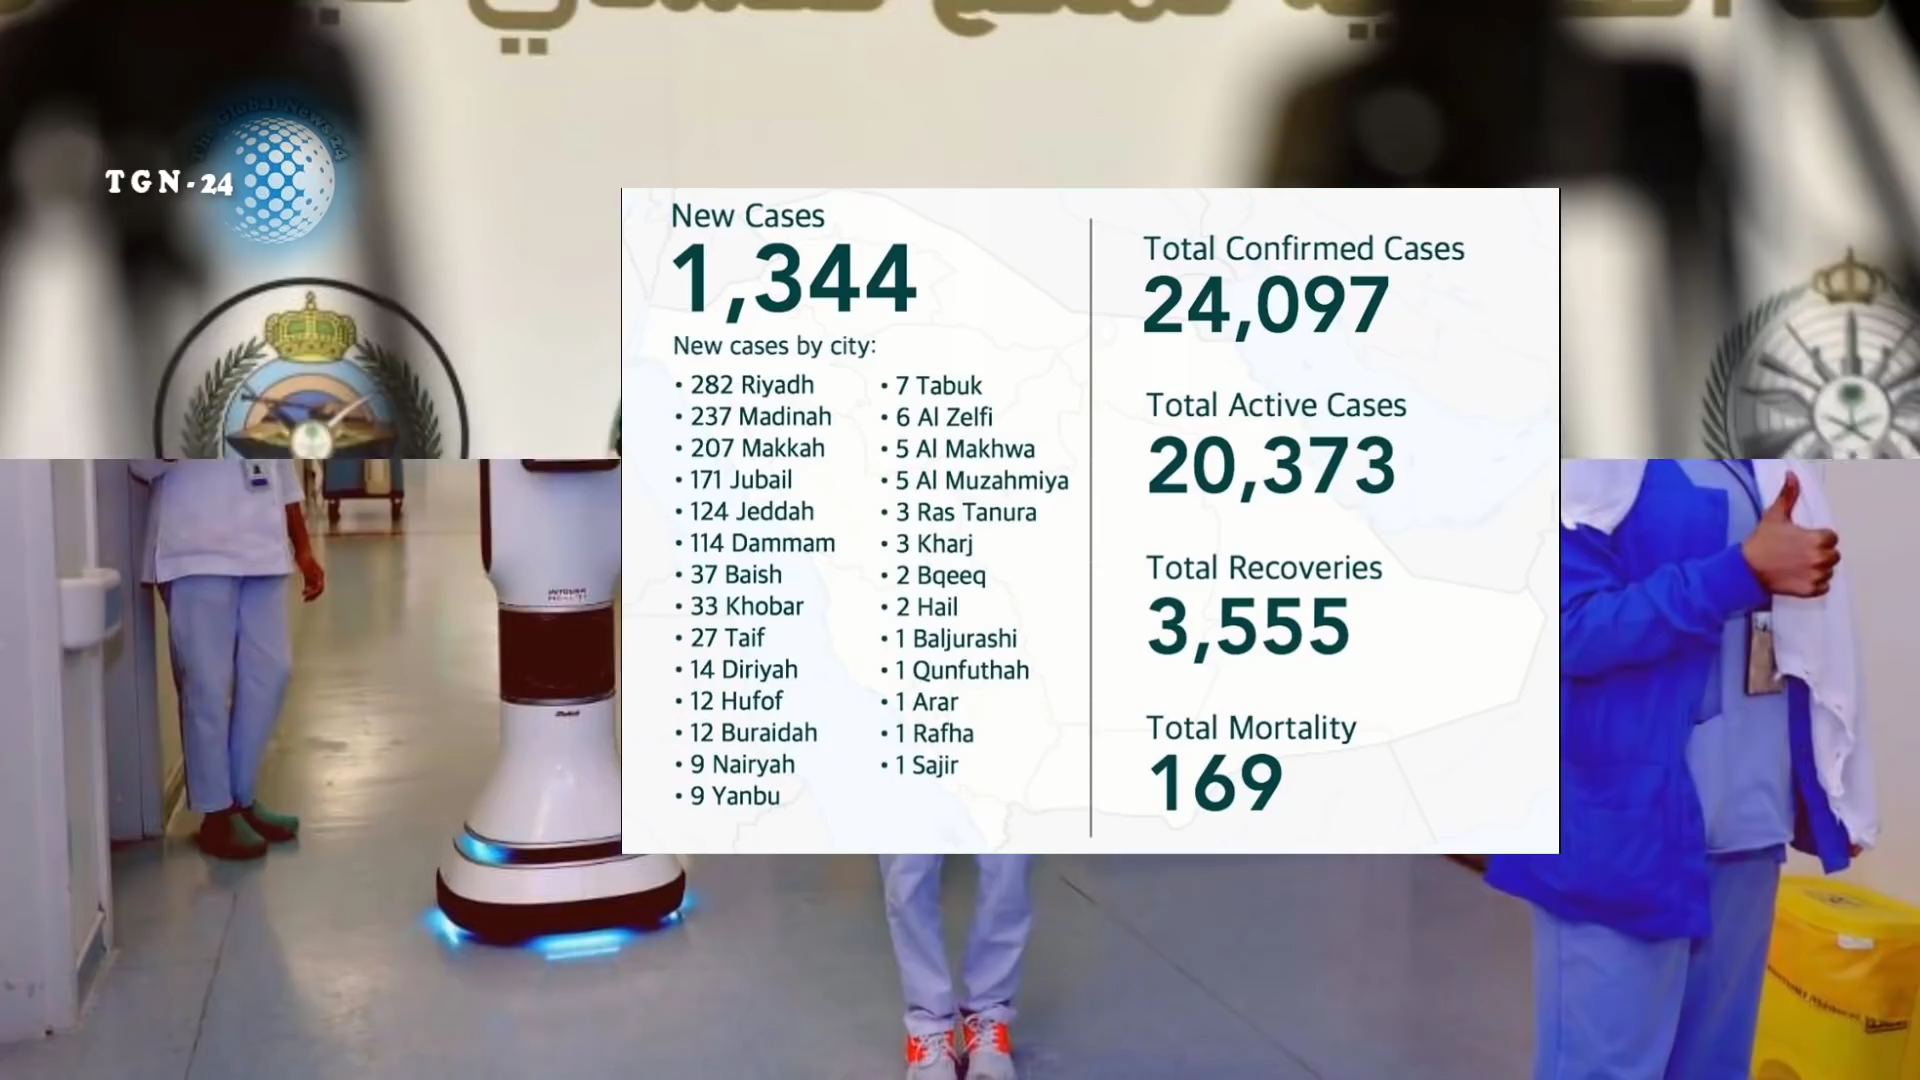 The Global News 24
TGN-24
New Cases
1,344
New cases by city:
• 282 Riyadh
• 237 Madinah
• 207 Makkah
• 171 Jubail
• 124 Jeddah
• 114 Dammam
• 37 Baish
• 33 Khobar
• 27 Taif
• 14 Diriyah
• 12 Hufof
• 12 Buraidah
• 9 Nairyah
• 9 Yanbu
• 7 Tabuk
• 6 Al Zelfi
• 5 Al Makhwa
• 5 Al Muzahmiya
• 3 Ras Tanura
• 3 Kharj
• 2 Bqeeq
• 2 Hail
• 1 Baljurashi
• 1 Qunfuthah
• 1 Arar
• 1 Rafha
• 1 Sajir
Total Confirmed Cases
24,097
Total Active Cases
20,373
Total Recoveries
3,555
Total Mortality
169